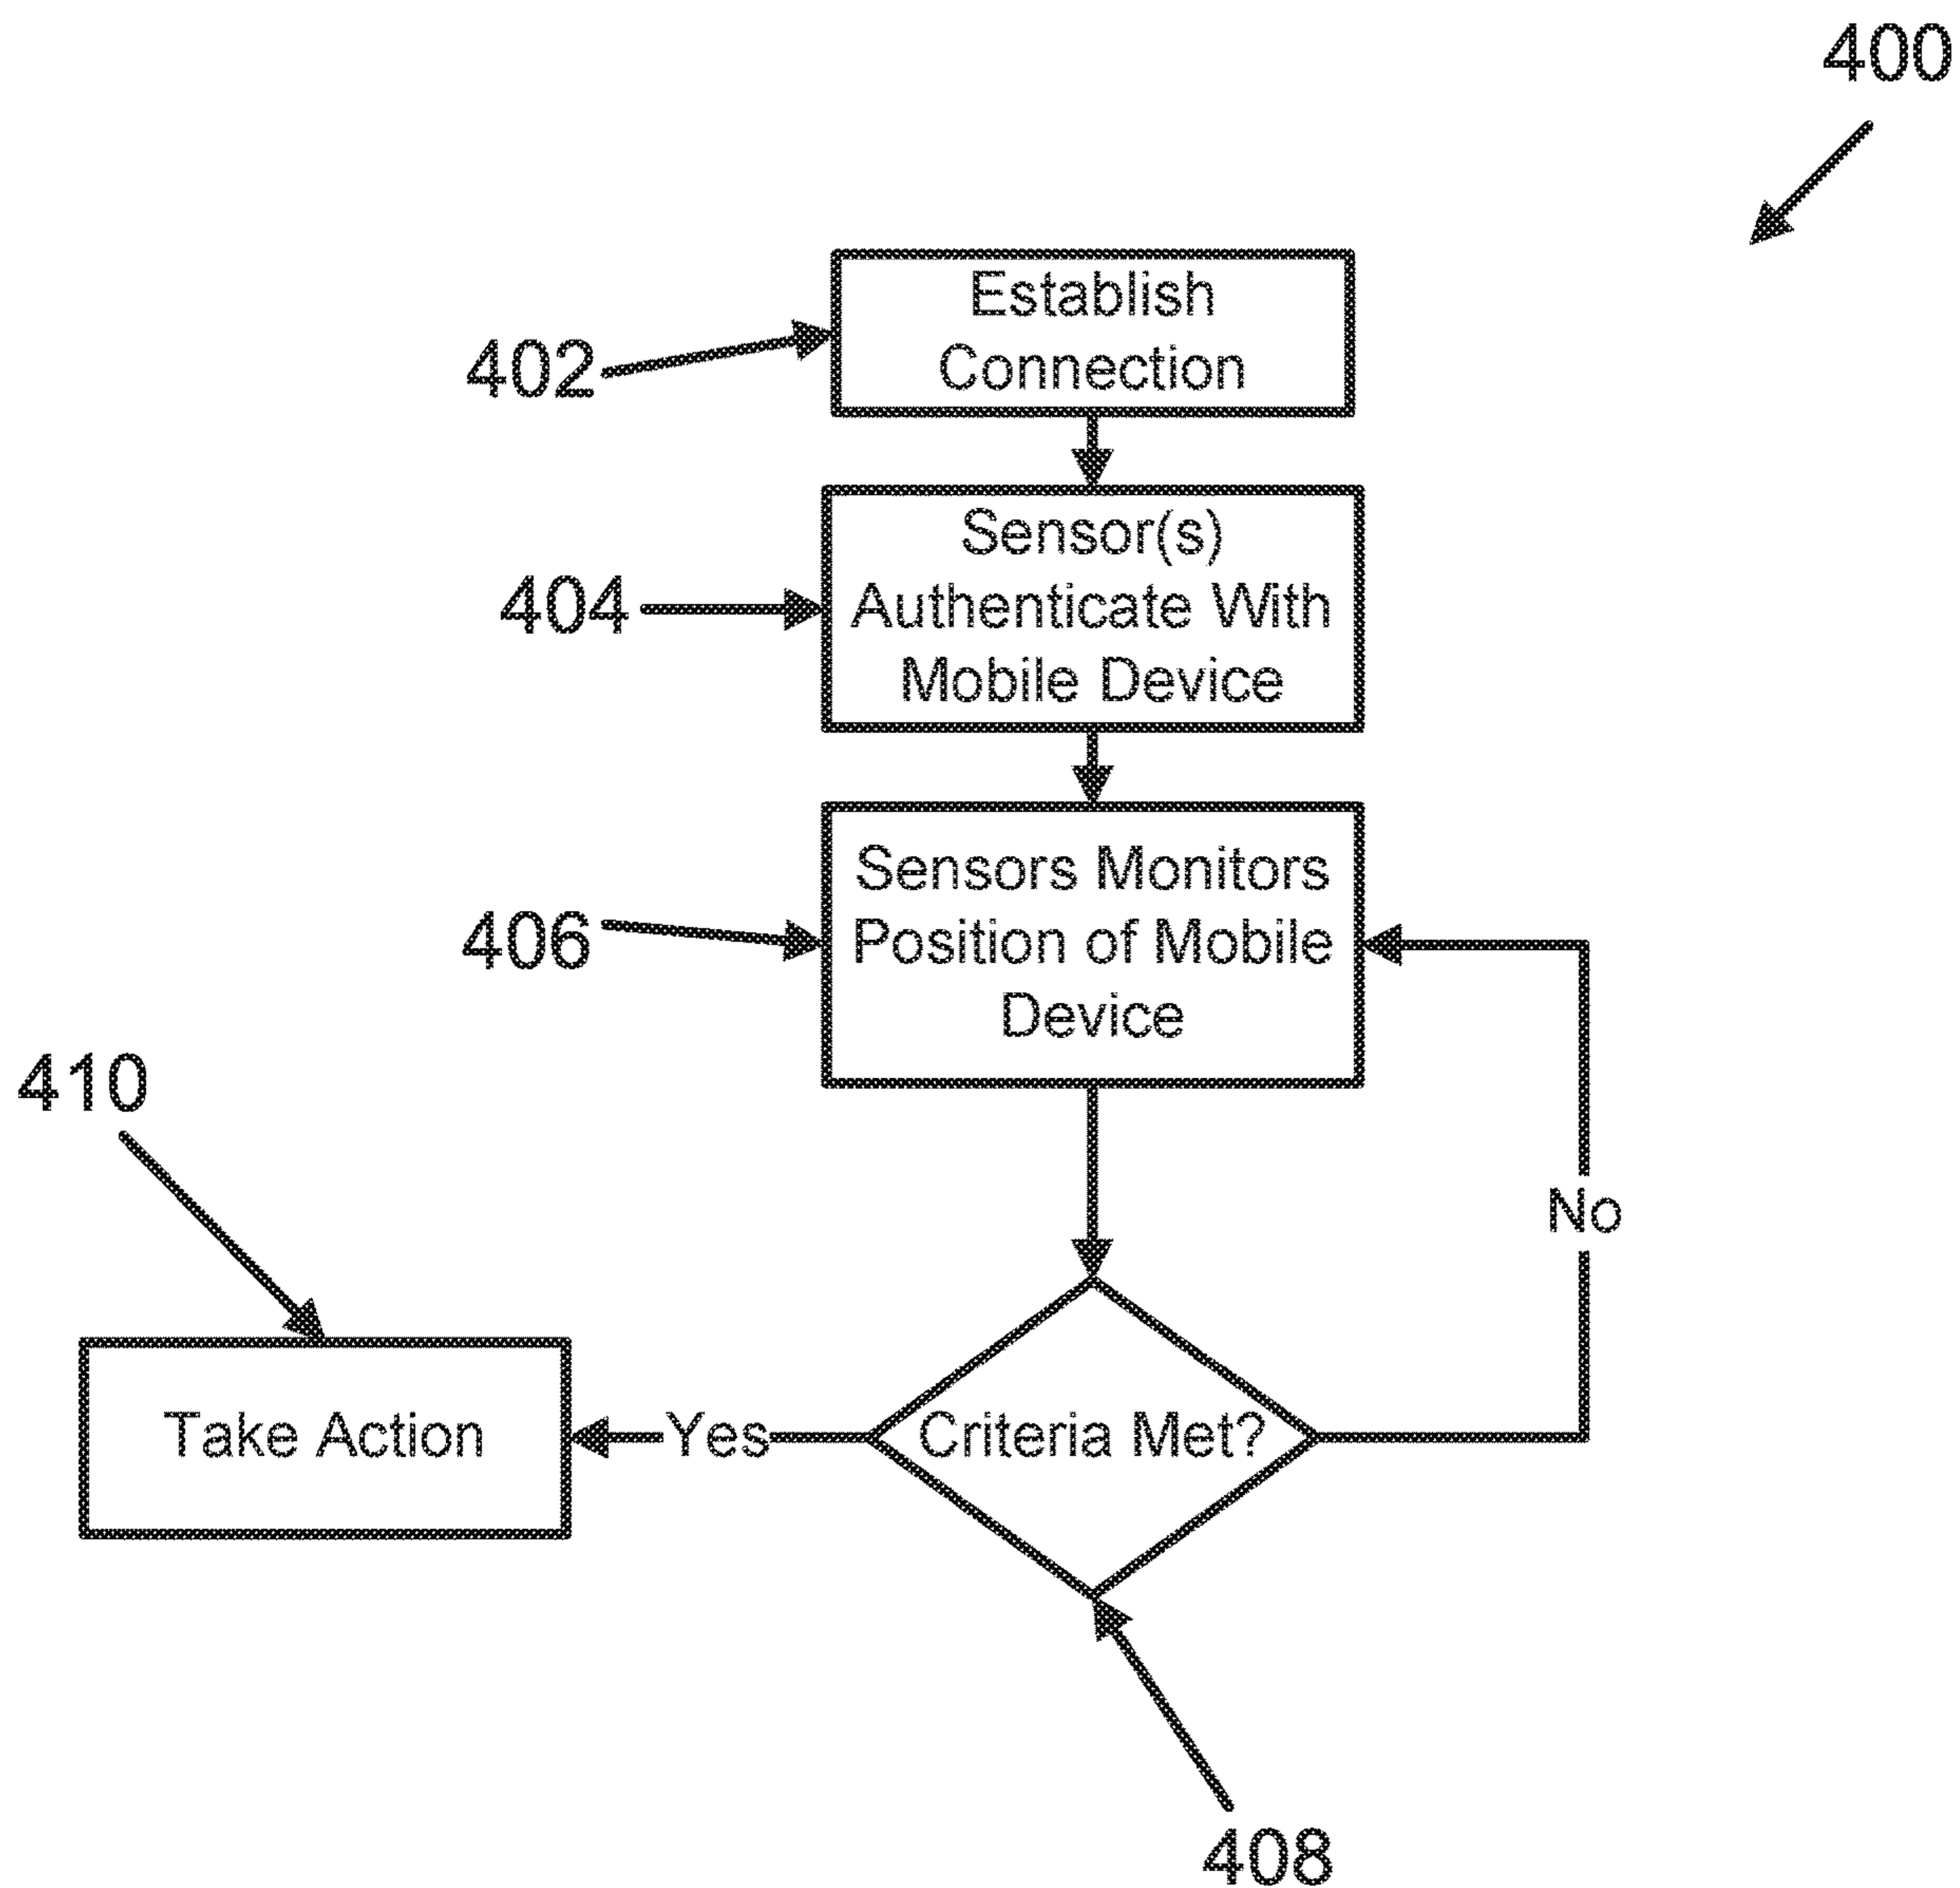 400
Establish
Connection
402
Sensor(s)
Authenticate With
Mobile Device
404
Sensors Monitors
Position of Mobile
Device
406
410
No
Take Action
Yes
Criteria Met?
408